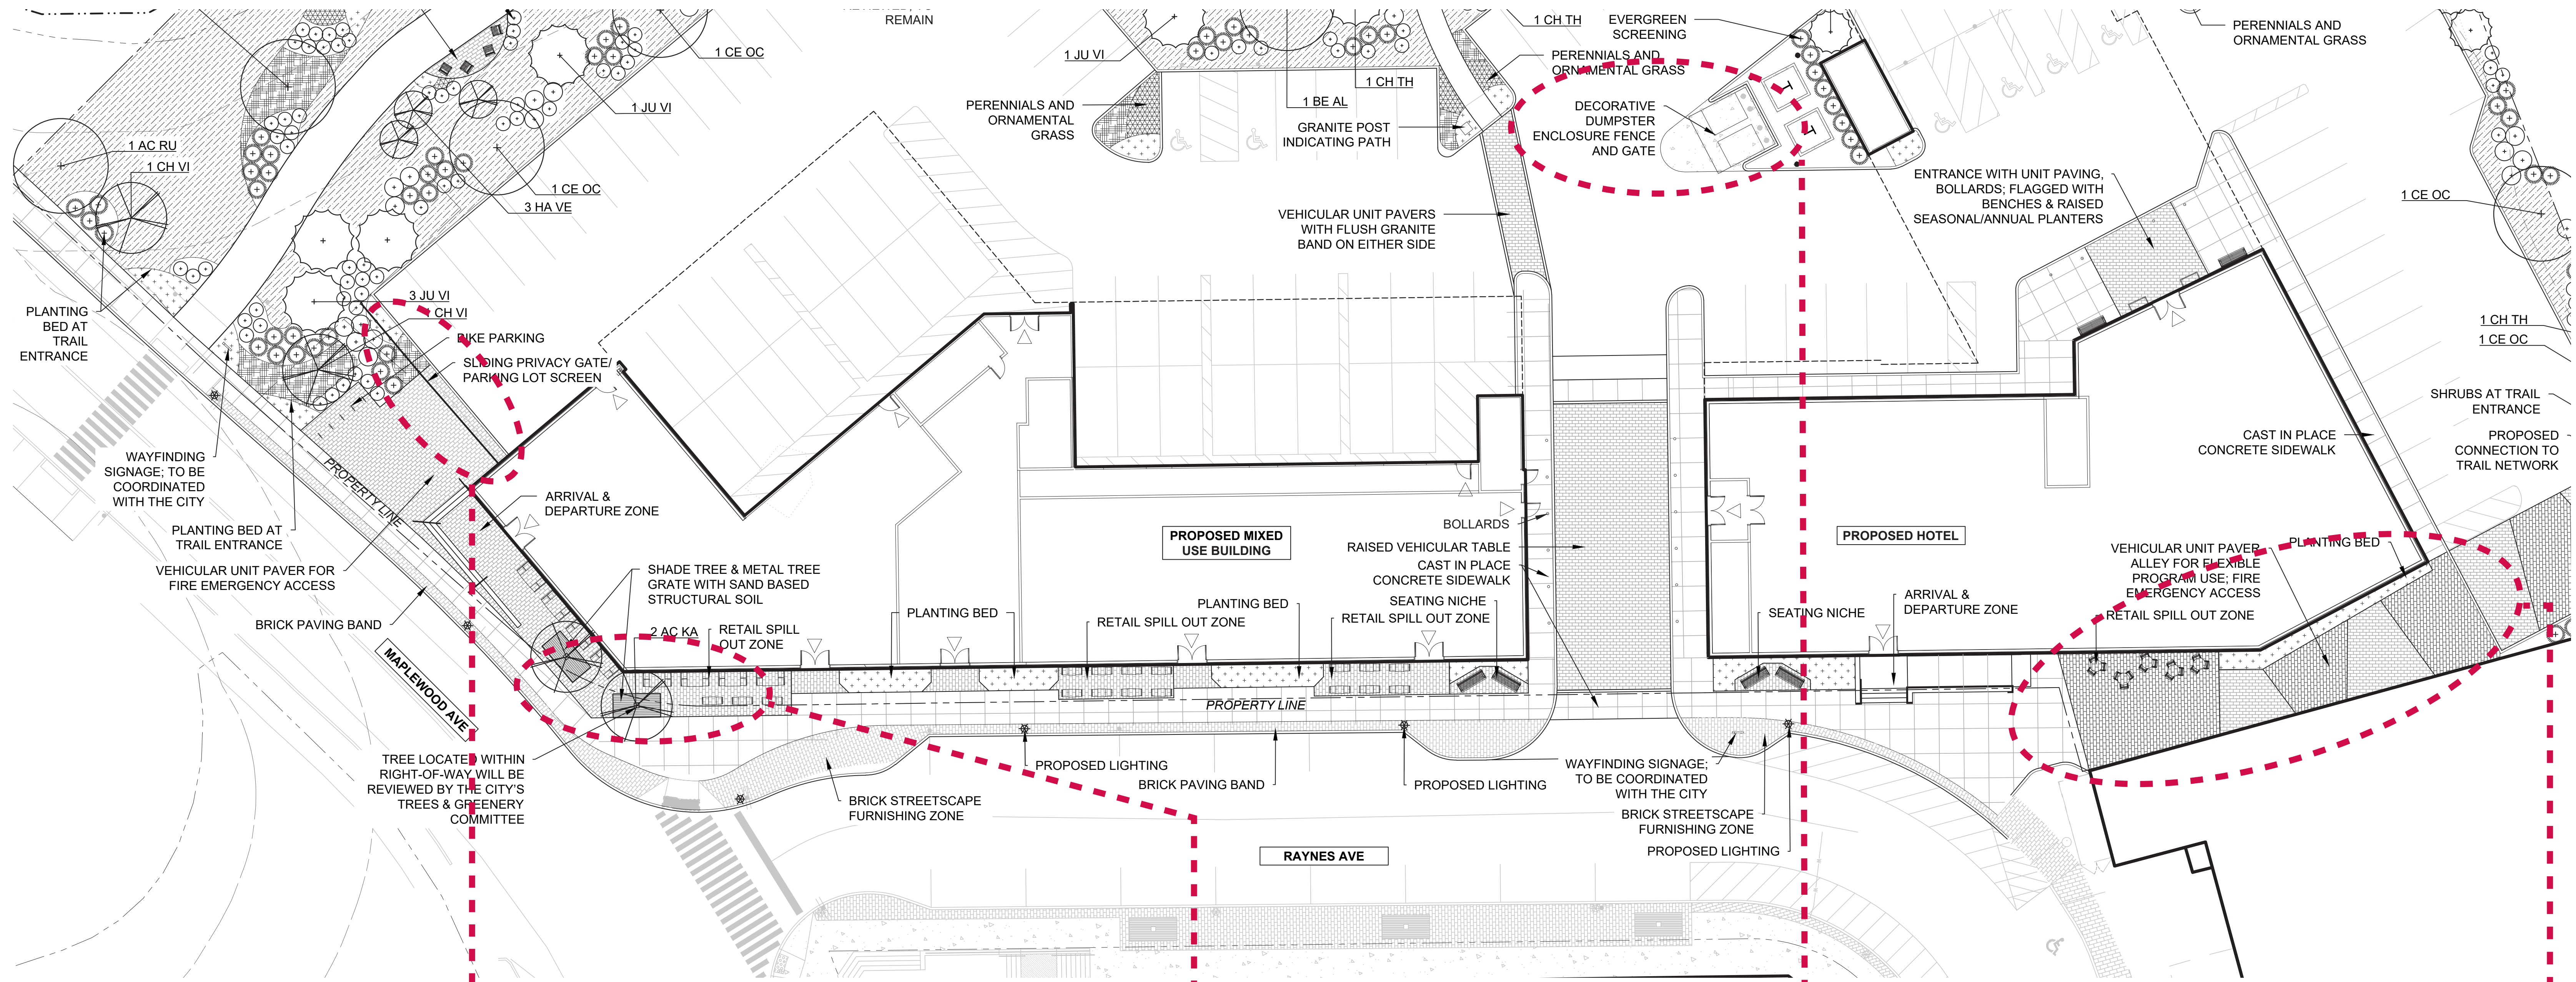 REMAIN
1 CE OC
1 JU VI
1 AC RU
1 CH VI
1 CE OC
3 HA VE
PLANTING
BED AT
TRAIL
ENTRANCE
3 JU VI
CH VI
BIKE PARKING
SLIDING PRIVACY GATE/
PARKING LOT SCREEN
WAYFINDING
SIGNAGE; TO BE
COORDINATED
WITH THE CITY
PROPERTY LINE
PLANTING BED AT
TRAIL ENTRANCE
VEHICULAR UNIT PAVER FOR
FIRE EMERGENCY ACCESS
BRICK PAVING BAND
MAPLEWOOD AVE
ARRIVAL &
DEPARTURE ZONE
SHADE TREE & METAL TREE
GRATE WITH SAND BASED
STRUCTURAL SOIL
2 AC KA
RETAIL SPILL
OUT ZONE
TREE LOCATED WITHIN
RIGHT-OF-WAY WILL BE
REVIEWED BY THE CITY'S
TREES & GREENERY
COMMITTEE
1 JU VI
PERENNIALS AND
ORNAMENTAL
GRASS
1 BE AL
1 CH TH
GRANITE POST
INDICATING PATH
1 CH TH
EVERGREEN
SCREENING
PERENNIALS AND
ORNAMENTAL GRASS
DECORATIVE
DUMPSTER
ENCLOSURE FENCE
AND GATE
VEHICULAR UNIT PAVERS
WITH FLUSH GRANITE
BAND ON EITHER SIDE
PERENNIALS AND
ORNAMENTAL GRASS
ENTRANCE WITH UNIT PAVING,
BOLLARDS; FLAGGED WITH
BENCHES & RAISED
SEASONAL/ANNUAL PLANTERS
1 CE OC
1 CH TH
1 CE OC
SHRUBS AT TRAIL
ENTRANCE
PROPOSED
CONNECTION TO
TRAIL NETWORK
CAST IN PLACE
CONCRETE SIDEWALK
PROPOSED MIXED
USE BUILDING
BOLLARDS
RAISED VEHICULAR TABLE
CAST IN PLACE
CONCRETE SIDEWALK
PROPOSED HOTEL
PLANTING BED
RETAIL SPILL OUT ZONE
PLANTING BED
SEATING NICHE
RETAIL SPILL OUT ZONE
SEATING NICHE
ARRIVAL &
DEPARTURE ZONE
VEHICULAR UNIT PAVER
ALLEY FOR FLEXIBLE
PROGRAM USE; FIRE
EMERGENCY ACCESS
PLANTING BED
RETAIL SPILL OUT ZONE
PROPERTY LINE
PROPOSED LIGHTING
BRICK PAVING BAND
PROPOSED LIGHTING
BRICK STREETSCAPE
FURNISHING ZONE
WAYFINDING SIGNAGE;
TO BE COORDINATED
WITH THE CITY
BRICK STREETSCAPE
FURNISHING ZONE
PROPOSED LIGHTING
RAYNES AVE